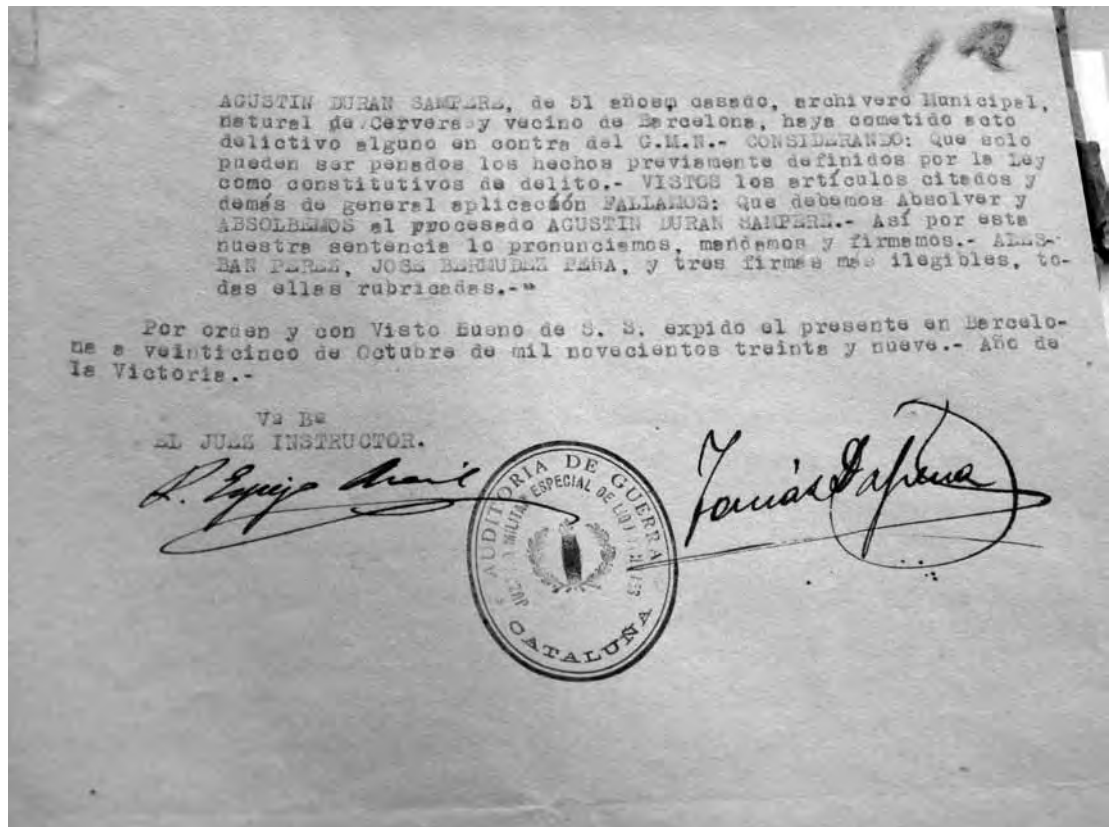 AGUSTIN DURAN SAMPERE, de 51 años, casado, archivero Municipal,
natural de Cervera y vecino de Barcelona, haya cometido acto
delictivo alguno en contra del G.M.N.- CONSIDERANDO: Que solo
pueden ser penados los hechos previamente definidos por la Ley
como constitutivos de delito.- VISTOS los artículos citados y
demás de general aplicación FALLAMOS: Que debemos Absolver y
ABSOLBEMOS al procesado AGUSTIN DURAN SAMPERE.- Así por esta
nuestra sentencia lo pronunciamos, mandamos y firmamos.-
BAN PEREZ, JOSE BERMUDEZ PEÑA, y tres firmas mas ilegibles, to-
das ellas rubricadas.-"
Por orden y con Visto Bueno de S. S. expido el presente en Barcelo-
na a veinticinco de Octubre de mil novecientos treinta y nueve.- Año de
la Victoria.-
Vº Bº
EL JUEZ INSTRUCTOR.
AUDITORIA DE GUERRA
ESPECIAL DE
CATALUÑA
Tomás